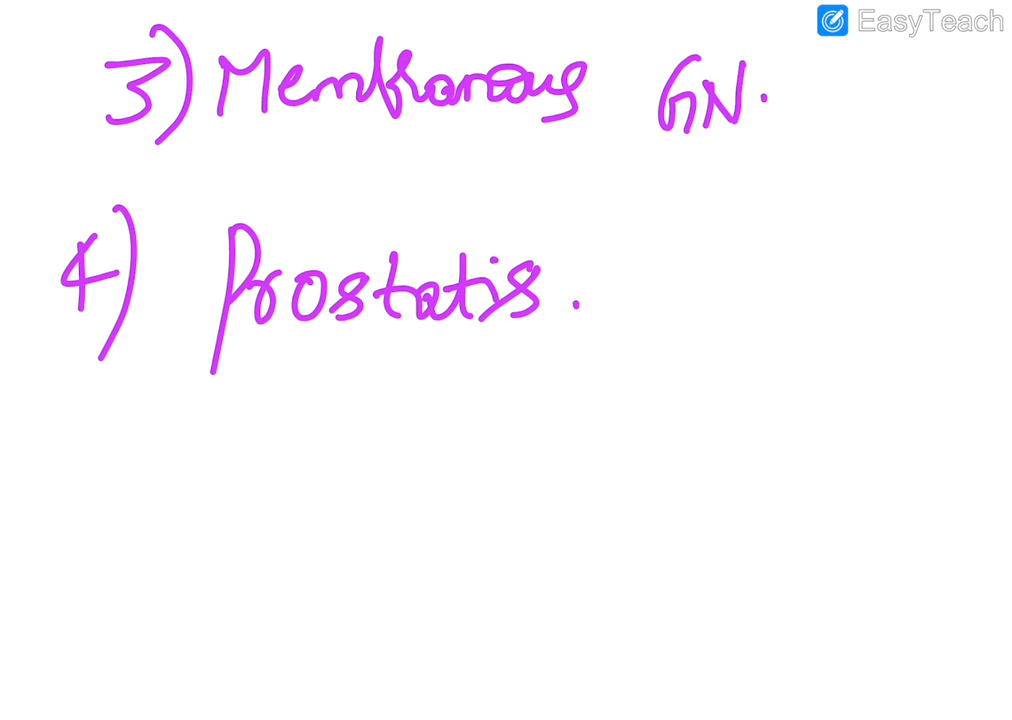 EasyTeach
3) Membranous GN.
4) Prostatis.